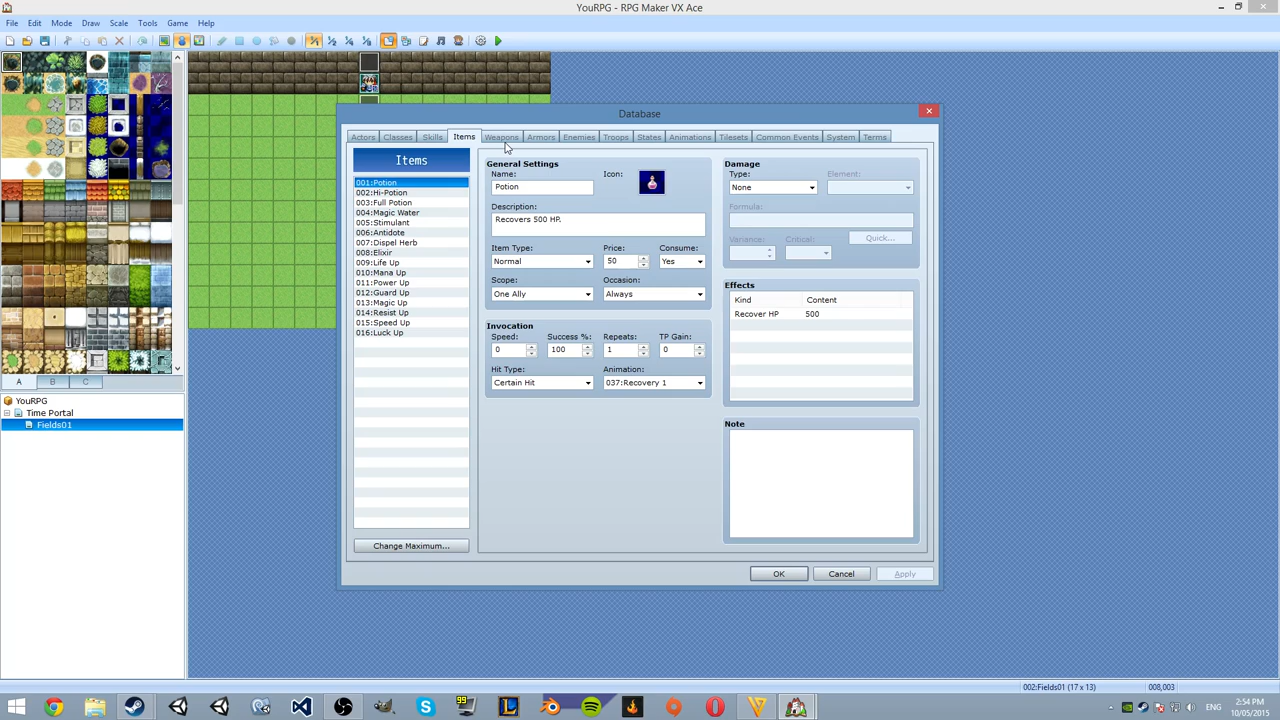 YouRPG - RPG Maker VX Ace
File Edit Mode Draw Scale Tools Game Help
Database
Actors Classes Skills Items Weapons Armors Enemies Troops States Animations Tilesets Common Events System Terms
Items
001:Potion
002:Hi-Potion
003:Full Potion
004:Magic Water
005:Stimulant
006:Antidote
007:Dispel Herb
008:Elixir
009:Life Up
010:Mana Up
011:Power Up
012:Guard Up
013:Magic Up
014:Resist Up
015:Speed Up
016:Luck Up
Change Maximum...
General Settings
Name: Icon:
Potion
Description:
Recovers 500 HP.
Item Type: Price: Consume:
Normal 50 Yes
Scope: Occasion:
One Ally Always
Invocation
Speed: Success %: Repeats: TP Gain:
0 100 1 0
Hit Type: Animation:
Certain Hit 037:Recovery 1
Damage
Type: Element:
None
Formula:
Variance: Critical: Quick...
Effects
Kind Content
Recover HP 500
Note
OK Cancel Apply
A B C
YouRPG
Time Portal
Fields01
002:Fields01 (17 x 13) 008,003
99
ENG
2:54 PM
10/05/2015